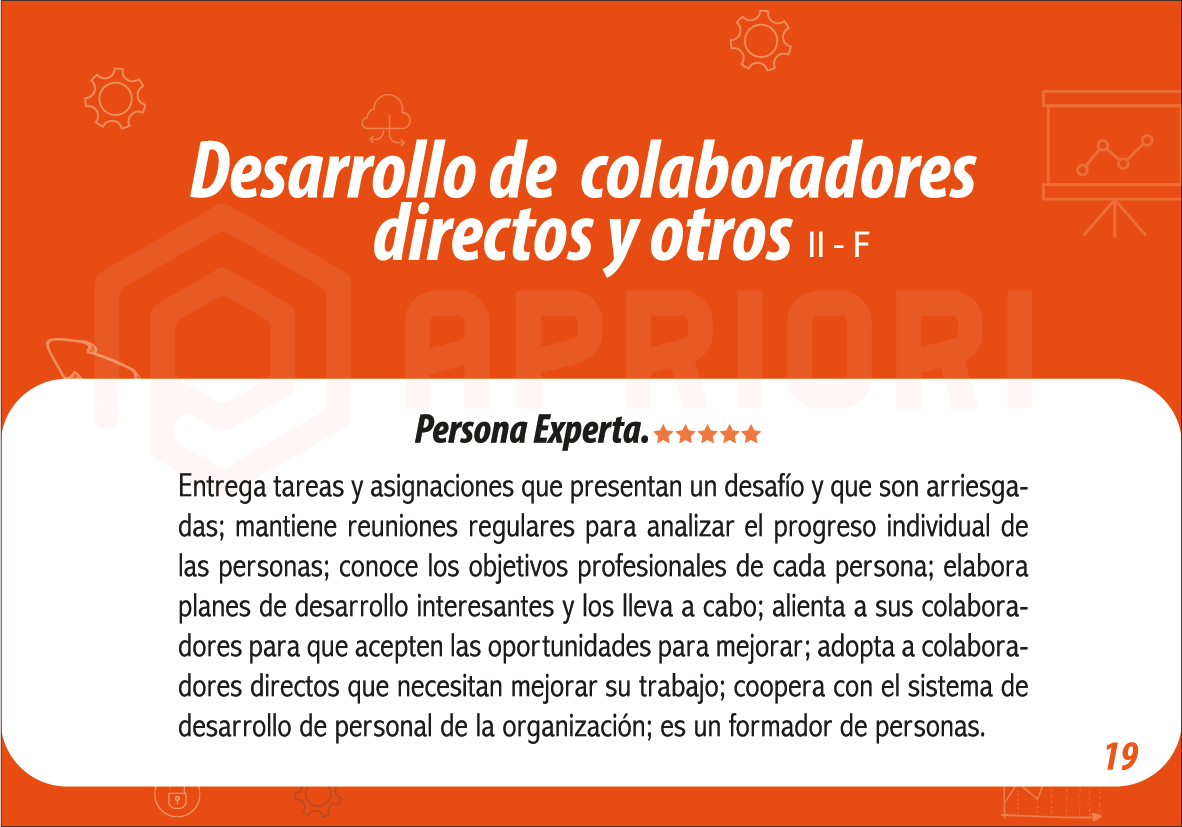 Desarrollo de colaboradores
directos y otros II - F
APRIORI
Persona Experta.
Entrega tareas y asignaciones que presentan un desafío y que son arriesga-
das; mantiene reuniones regulares para analizar el progreso individual de
las personas; conoce los objetivos profesionales de cada persona; elabora
planes de desarrollo interesantes y los lleva a cabo; alienta a sus colabora-
dores para que acepten las oportunidades para mejorar; adopta a colabora-
dores directos que necesitan mejorar su trabajo; coopera con el sistema de
desarrollo de personal de la organización; es un formador de personas.
19